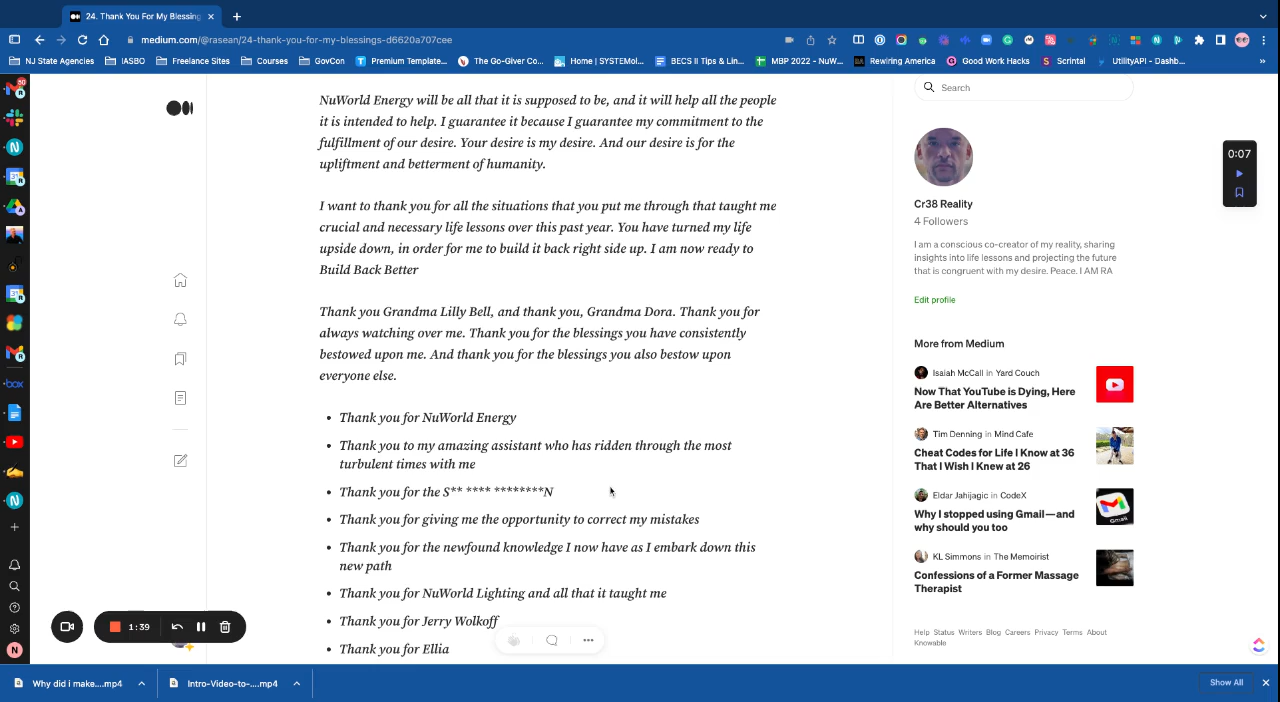 24. Thank You For My Blessing
medium.com/@rasean/24-thank-you-for-my-blessings-d6620a707cee
NJ State Agencies
IASBO
Freelance Sites
Courses
GovCon
Premium Template...
The Go-Giver Co...
Home | SYSTEMol...
BECS II Tips & Lin...
MBP 2022 - NuW...
Rewiring America
Good Work Hacks
Scrintal
UtilityAPI - Dashb...
NuWorld Energy will be all that it is supposed to be, and it will help all the people
it is intended to help. I guarantee it because I guarantee my commitment to the
fulfillment of our desire. Your desire is my desire. And our desire is for the
upliftment and betterment of humanity.
I want to thank you for all the situations that you put me through that taught me
crucial and necessary life lessons over this past year. You have turned my life
upside down, in order for me to build it back right side up. I am now ready to
Build Back Better
Thank you Grandma Lilly Bell, and thank you, Grandma Dora. Thank you for
always watching over me. Thank you for the blessings you have consistently
bestowed upon me. And thank you for the blessings you also bestow upon
everyone else.
• Thank you for NuWorld Energy
• Thank you to my amazing assistant who has ridden through the most
turbulent times with me
• Thank you for the S** **** ********N
• Thank you for giving me the opportunity to correct my mistakes
• Thank you for the newfound knowledge I now have as I embark down this
new path
• Thank you for NuWorld Lighting and all that it taught me
• Thank you for Jerry Wolkoff
• Thank you for Ellia
Search
Cr38 Reality
4 Followers
I am a conscious co-creator of my reality, sharing
insights into life lessons and projecting the future
that is congruent with my desire. Peace. I AM RA
Edit profile
More from Medium
Isaiah McCall in Yard Couch
Now That YouTube is Dying, Here
Are Better Alternatives
Tim Denning in Mind Cafe
Cheat Codes for Life I Know at 36
That I Wish I Knew at 26
Eldar Jahijagic in CodeX
Why I stopped using Gmail—and
why should you too
Gmail
KL Simmons in The Memoirist
Confessions of a Former Massage
Therapist
Help Status Writers Blog Careers Privacy Terms About
Knowable
0:07
1:39
Why did i make....mp4
Intro-Video-to-....mp4
Show All